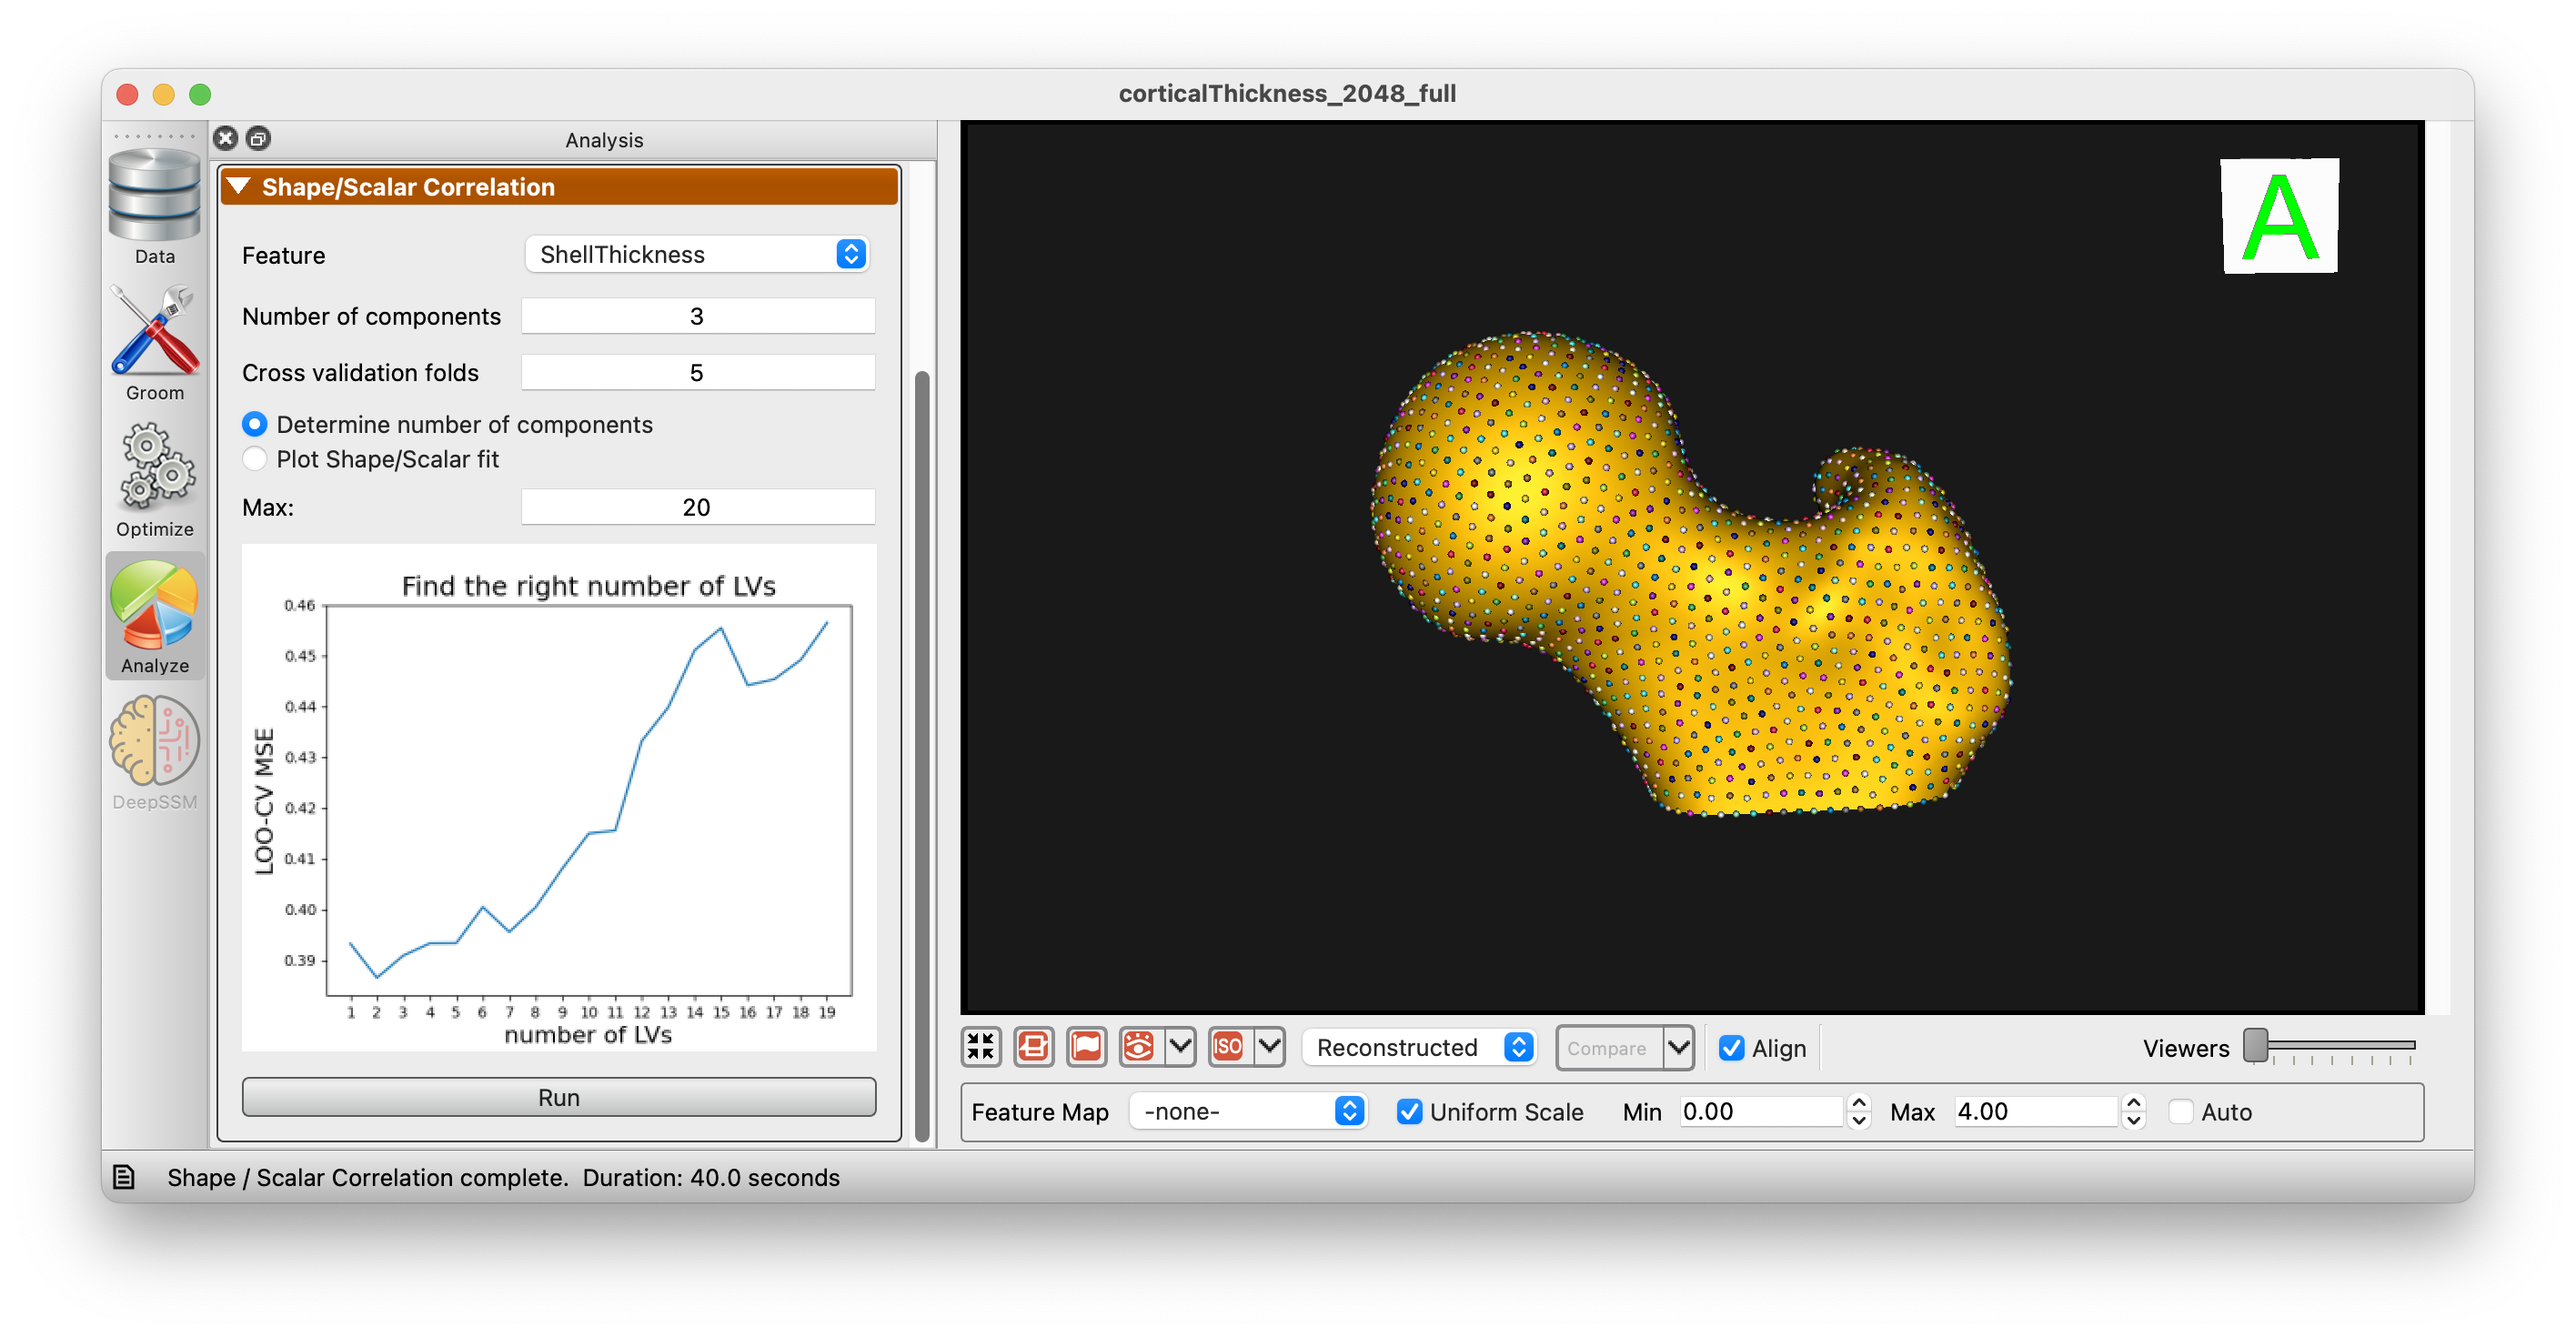 corticalThickness_2048_full
Analysis
Data
Groom
Optimize
Analyze
DeepSSM
Shape/Scalar Correlation
Feature ShellThickness
Number of components 3
Cross validation folds 5
Determine number of components
Plot Shape/Scalar fit
Max: 20
Find the right number of LVs
0.46
0.45
0.44
0.43
0.42
0.41
0.40
0.39
LOO-CV MSE
1 2 3 4 5 6 7 8 9 10 11 12 13 14 15 16 17 18 19
number of LVs
Run
A
ISO Reconstructed Compare Align Viewers
Feature Map -none- Uniform Scale Min 0.00 Max 4.00 Auto
Shape / Scalar Correlation complete. Duration: 40.0 seconds